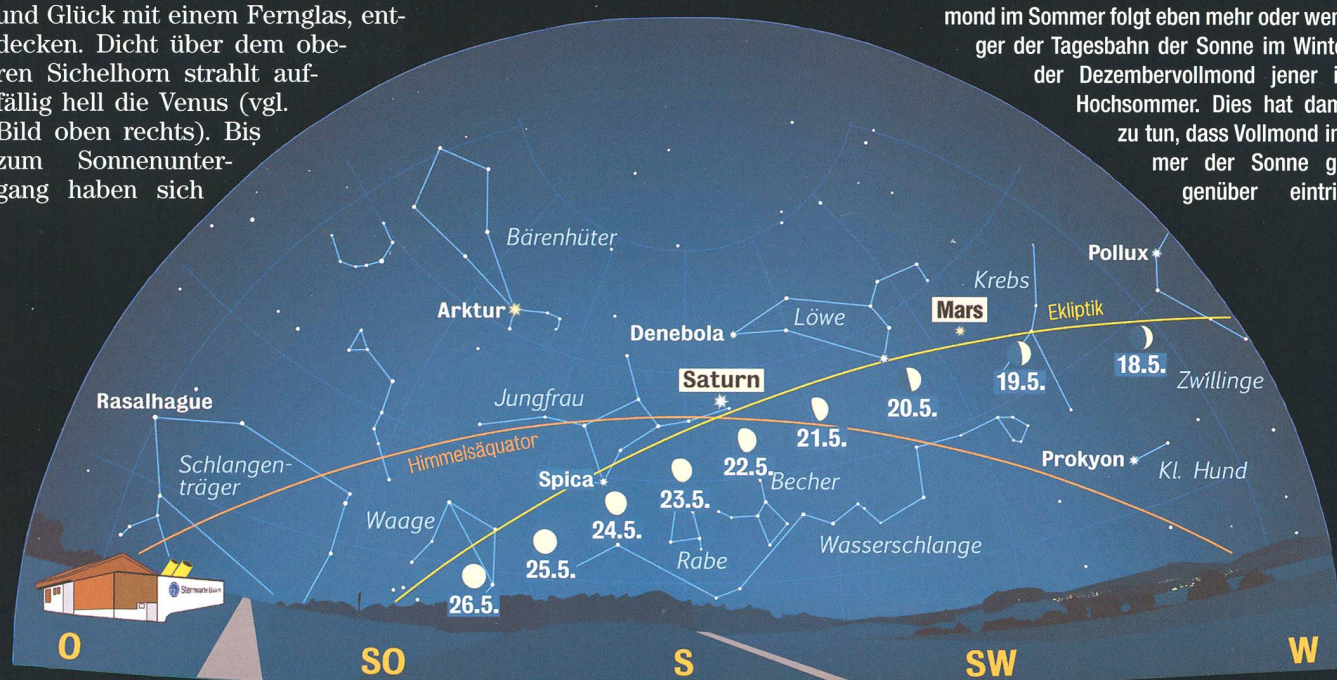 und Glück mit einem Fernglas, ent-
decken. Dicht über dem obe-
ren Sichelhorn strahlt auf-
fällig hell die Venus (vgl.
Bild oben rechts). Bis
zum Sonnenunter-
gang haben sich
mond im Sommer folgt eben mehr oder wen
ger der Tagesbahn der Sonne im Winte
der Dezembervollmond jener i
Hochsommer. Dies hat dam
zu tun, dass Vollmond im
mer der Sonne g
genüber eintri
Bärenhüter
Pollux
Krebs
Arktur
Mars
Ekliptik
Löwe
Denebola
18.5.
19.5.
Zwillinge
Saturn
20.5.
Rasalhague
Jungfrau
21.5.
Himmelsäquator
22.5.
Prokyon
Kl. Hund
Schlangen-
träger
Spica
Becher
23.5.
Waage
24.5.
Wasserschlange
Rabe
25.5.
26.5.
Sternwarte
O
SO
S
SW
W